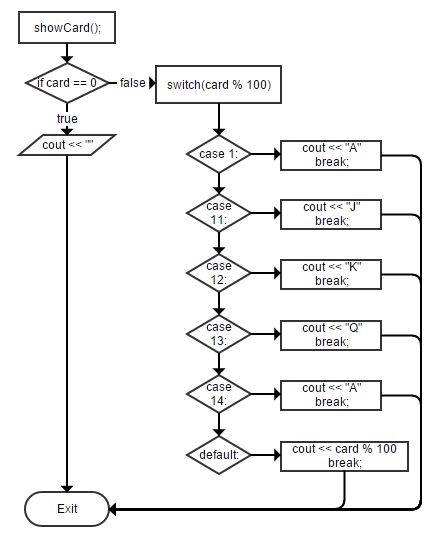 showCard();
if card == 0
false
switch(card % 100)
true
cout << ""
case 1:
cout << "A"
break;
case
11:
cout << "J"
break;
case
12:
cout << "K"
break;
case
13:
cout << "Q"
break;
case
14:
cout << "A"
break;
default:
cout << card % 100
break;
Exit